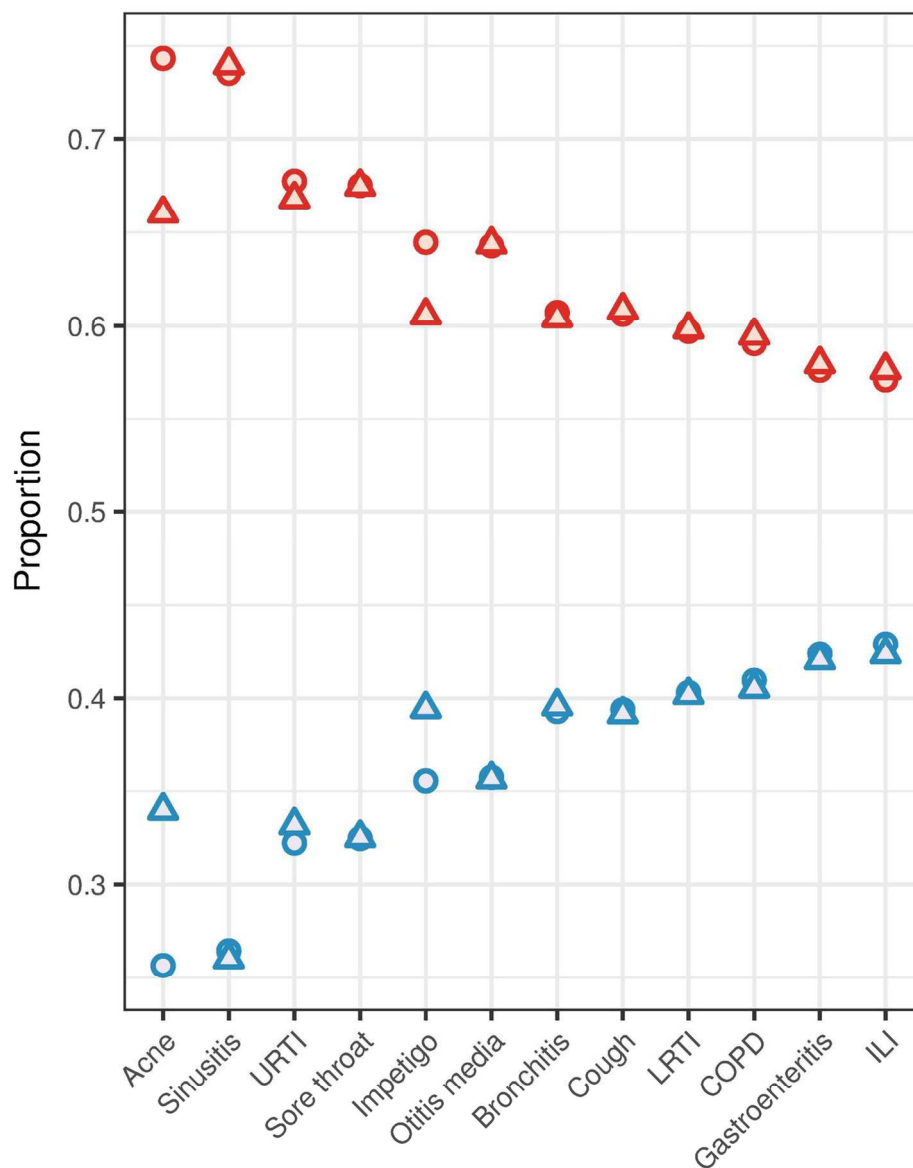 0.7
0.6
0.5
0.4
0.3
Proportion
Acne
Sinusitis
URTI
Sore throat
Impetigo
Otitis media
Bronchitis
Cough
LRTI
COPD
Gastroenteritis
ILI